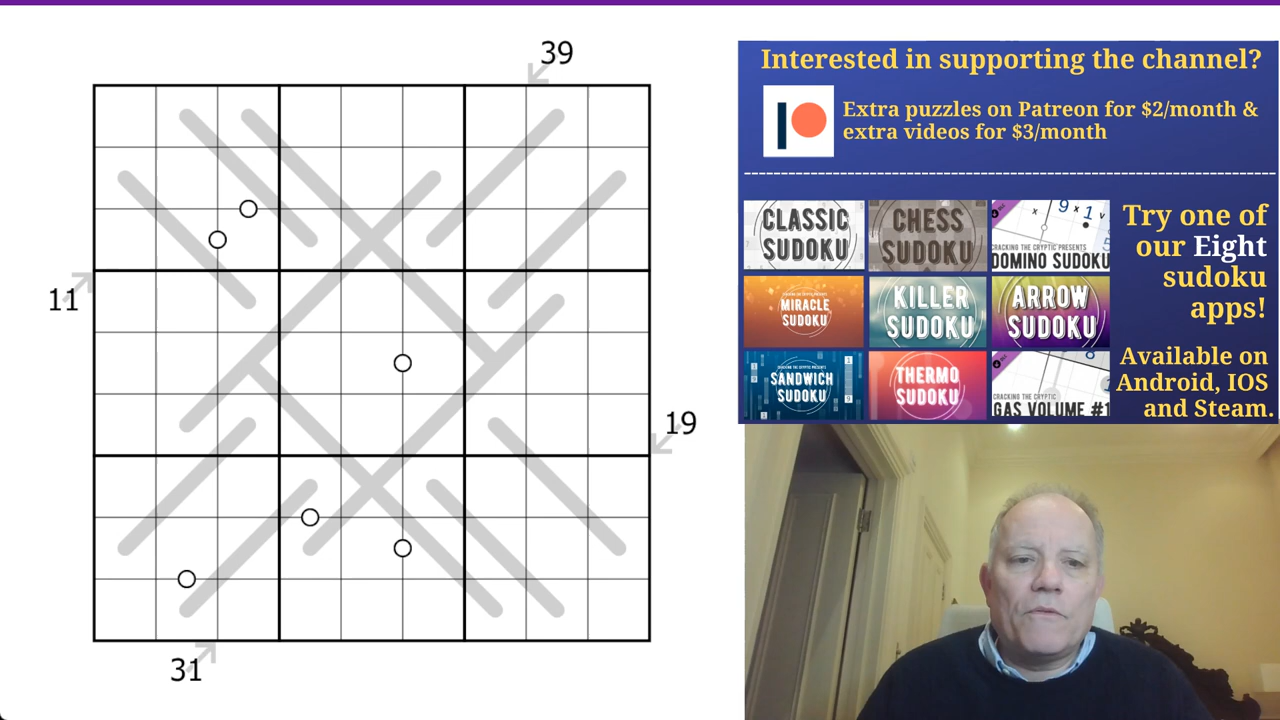 39
11
19
31
Interested in supporting the channel?
Extra puzzles on Patreon for $2/month &
extra videos for $3/month
CLASSIC
SUDOKU
CHESS
SUDOKU
9 x 1 v
x
CRACKING THE CRYPTIC PRESENTS
DOMINO SUDOKU
MIRACLE
SUDOKU
KILLER
SUDOKU
ARROW
SUDOKU
SANDWICH
SUDOKU
THERMO
SUDOKU
CRACKING THE CRYPTIC
GAS VOLUME #1
Try one of
our Eight
sudoku
apps!
Available on
Android, IOS
and Steam.